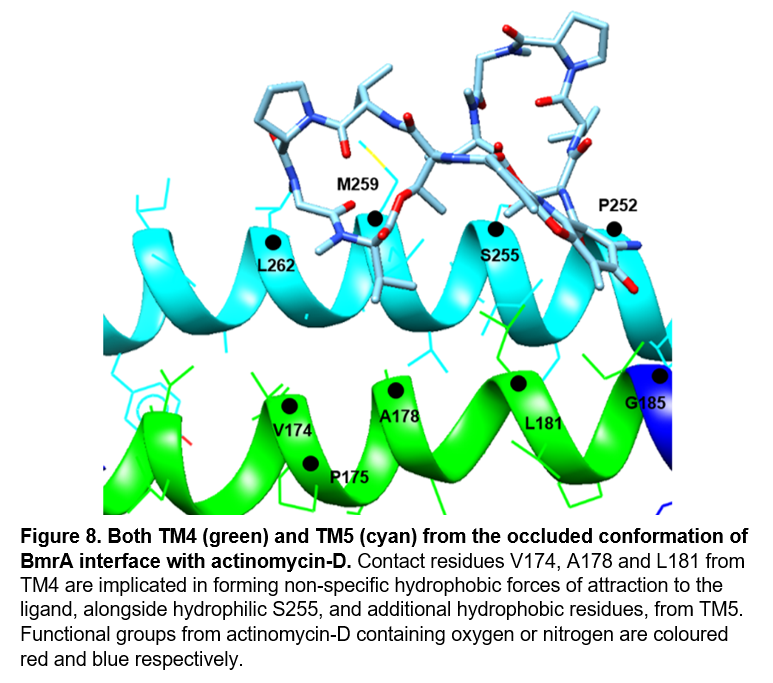 M259
P252
L262
S255
G185
A178
V174
L181
P175
Figure 8. Both TM4 (green) and TM5 (cyan) from the occluded conformation of
BmrA interface with actinomycin-D. Contact residues V174, A178 and L181 from
TM4 are implicated in forming non-specific hydrophobic forces of attraction to the
ligand, alongside hydrophilic S255, and additional hydrophobic residues, from TM5.
Functional groups from actinomycin-D containing oxygen or nitrogen are coloured
red and blue respectively.